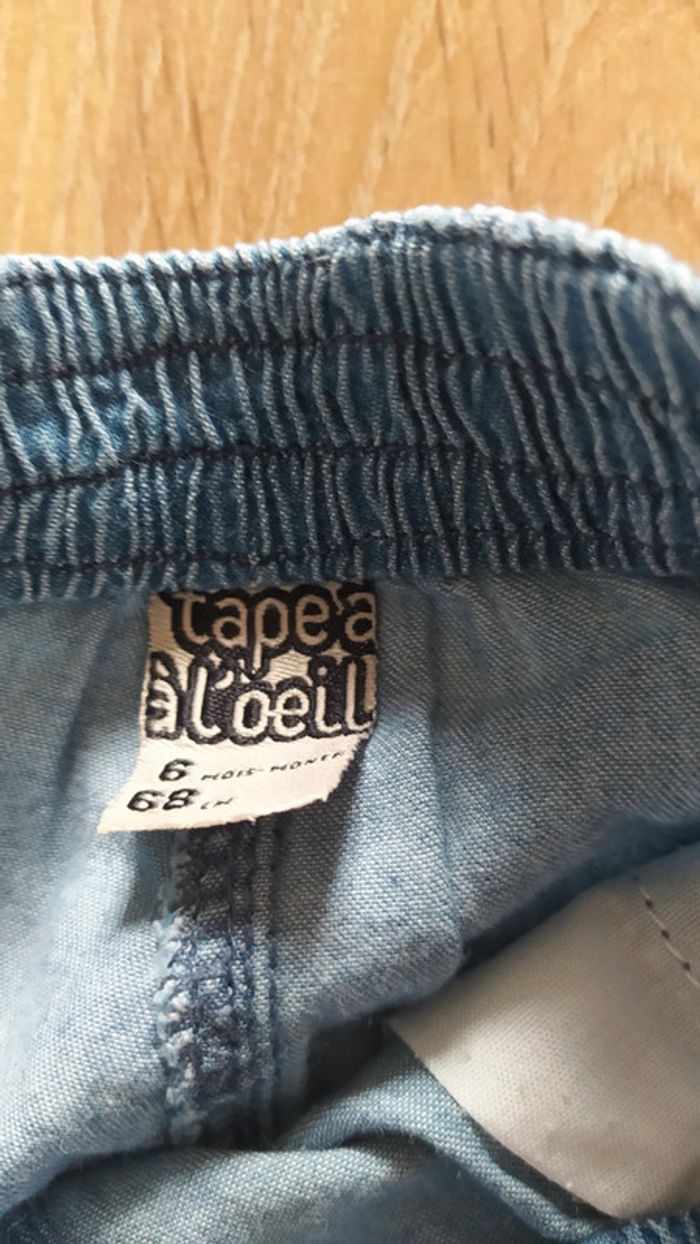 tape a
à l'oeil
6 MOIS-MONTH
68 CM